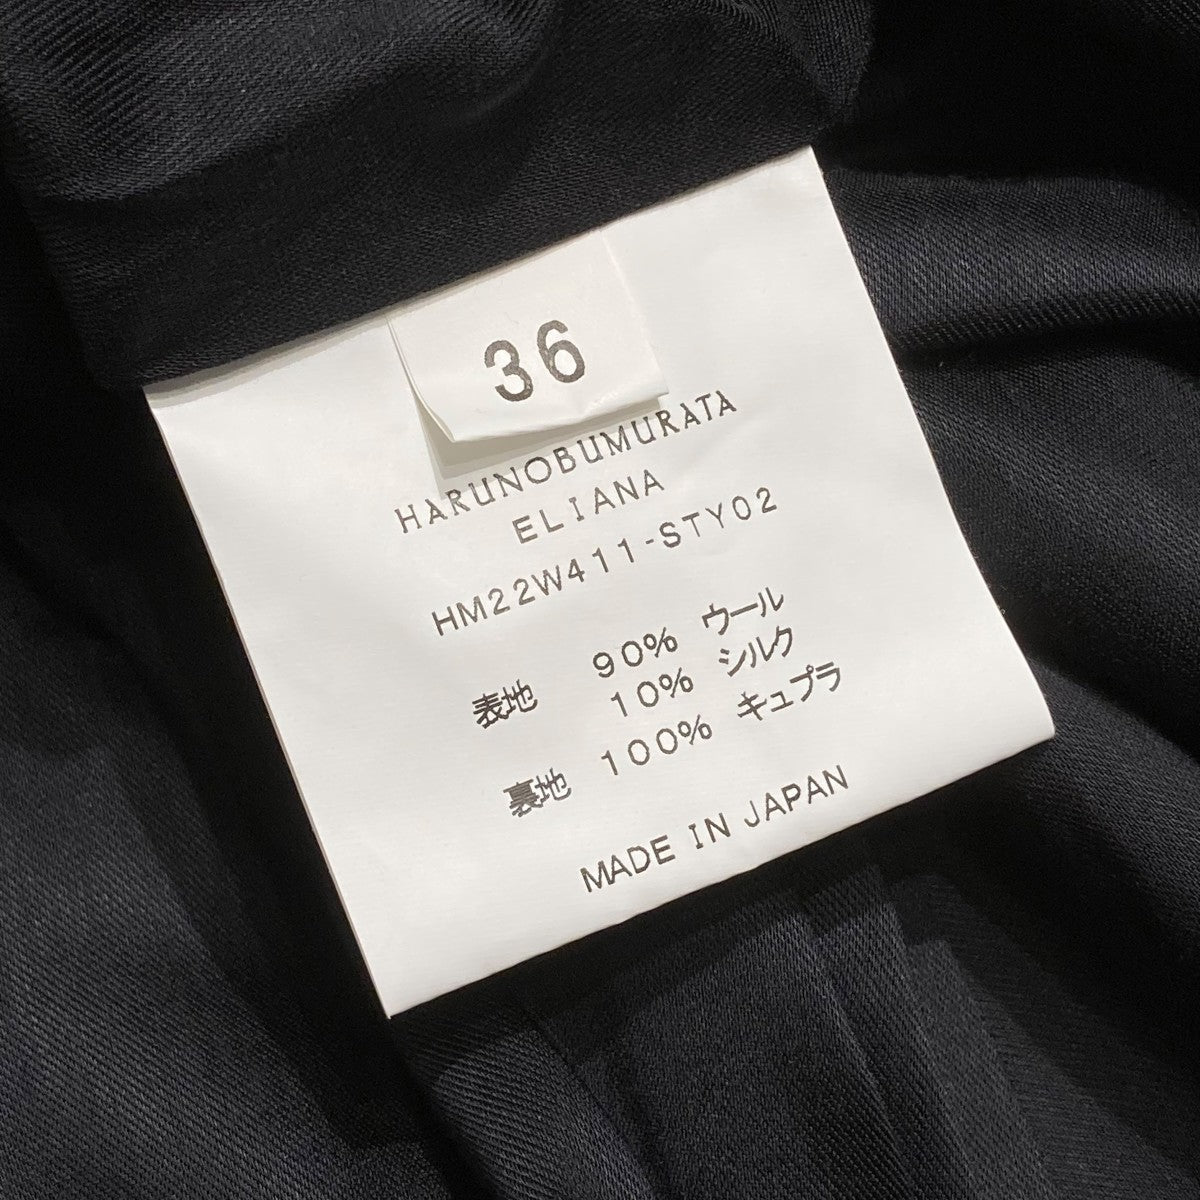 36
HARUNOBUMURATA
ELIANA
HM22W411-STY02
表地 90% ウール
10% シルク
裏地 100% キュプラ
MADE IN JAPAN